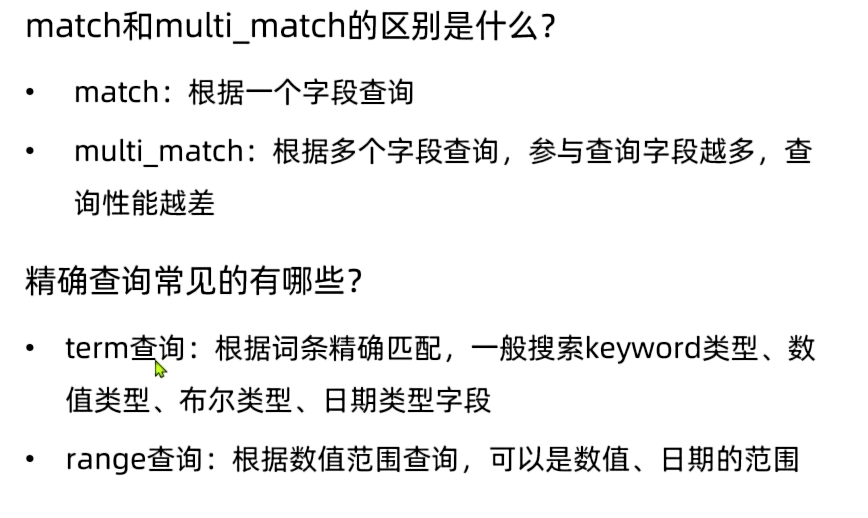 match和multi_match的区别是什么？
• match：根据一个字段查询
• multi_match：根据多个字段查询，参与查询字段越多，查
询性能越差
精确查询常见的有哪些？
• term查询：根据词条精确匹配，一般搜索keyword类型、数
值类型、布尔类型、日期类型字段
• range查询：根据数值范围查询，可以是数值、日期的范围